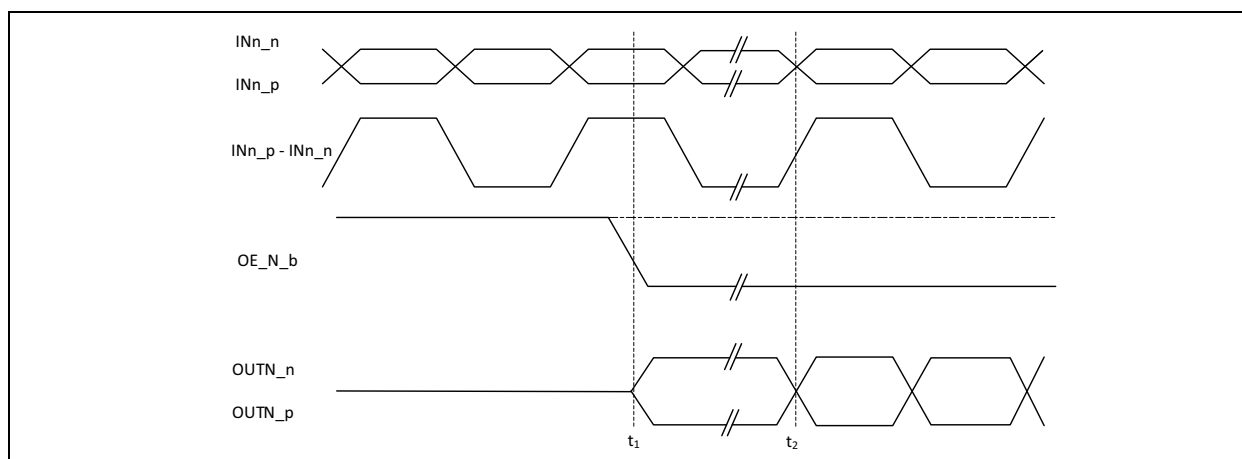 INn_n
INn_p
INn_p - INn_n
OE_N_b
OUTN_n
OUTN_p
t₁
t₂